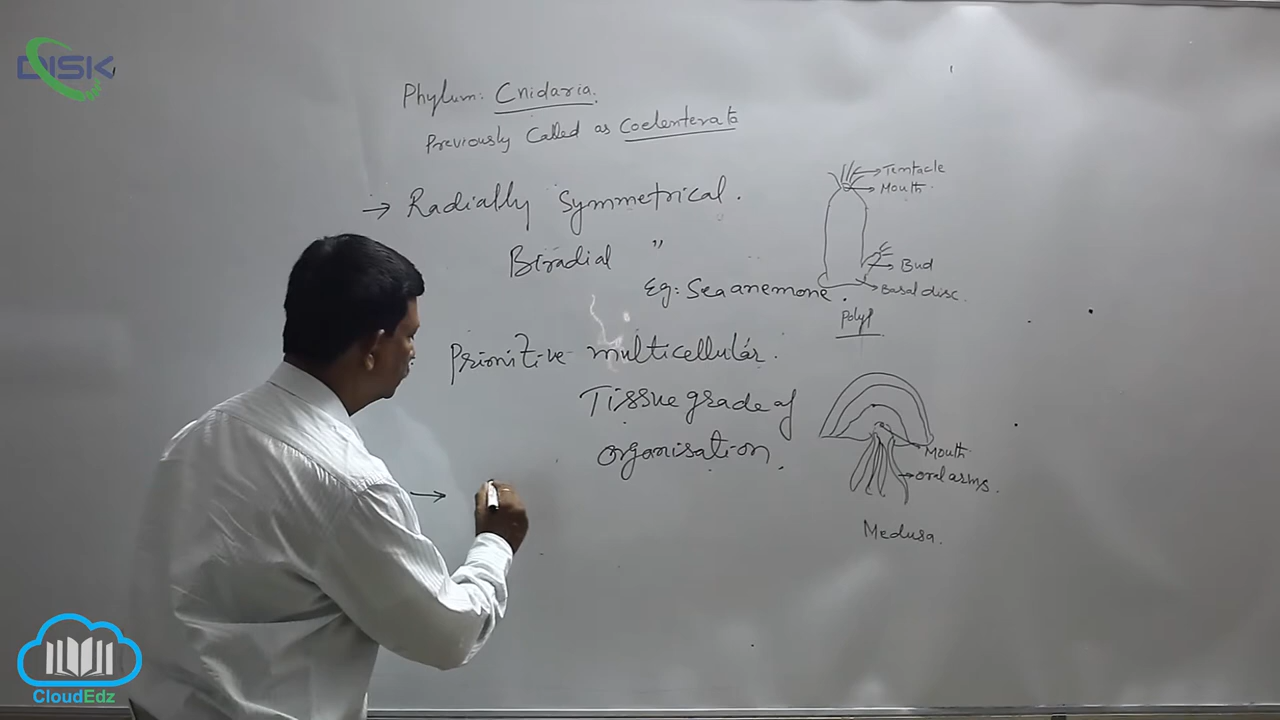 DISK
Phylum: Cnidaria.
Previously Called as Coelenterata
→ Radially Symmetrical.
Biradial "
Eg: Sea anemone.
Primitive multicellular.
Tissue grade of
organisation.
→
Tentacle
Mouth.
Bud
Basal disc.
Polyp
Mouth
oral arms.
Medusa.
CloudEdz